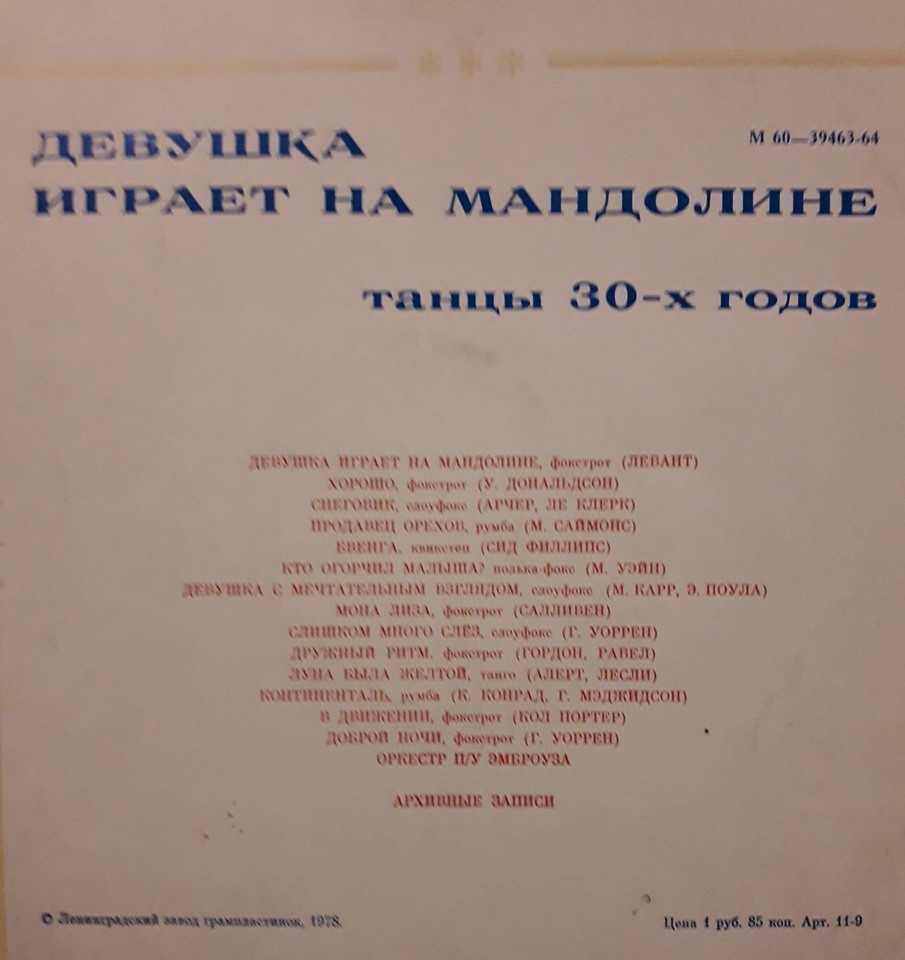 * * *
М 60—39463-64
ДЕВУШКА
ИГРАЕТ НА МАНДОЛИНЕ
танцы 30-х годов
ДЕВУШКА ИГРАЕТ НА МАНДОЛИНЕ, фокстрот (ЛЕВАНТ)
ХОРОШО, фокстрот (У. ДОНАЛЬДСОН)
СНЕГОВИК, слоуфокс (АРЧЕР, ЛЕ КЛЕРК)
ПРОДАВЕЦ ОРЕХОВ, румба (М. САЙМОНС)
БВЕНГА, квикстеп (СИД ФИЛЛИПС)
КТО ОГОРЧИЛ МАЛЫША? полька-фокс (М. УЭЙН)
ДЕВУШКА С МЕЧТАТЕЛЬНЫМ ВЗГЛЯДОМ, слоуфокс (М. КАРР, Э. ПОУЛА)
МОНА ЛИЗА, фокстрот (САЛЛИВЕН)
СЛИШКОМ МНОГО СЛЁЗ, слоуфокс (Г. УОРРЕН)
ДРУЖНЫЙ РИТМ, фокстрот (ГОРДОН, РАВЕЛ)
ЛУНА БЫЛА ЖЕЛТОЙ, танго (АЛЕРТ, ЛЕСЛИ)
КОНТИНЕНТАЛЬ, румба (К. КОНРАД, Г. МЭДЖИДСОН)
В ДВИЖЕНИИ, фокстрот (КОЛ ПОРТЕР)
ДОБРОЙ НОЧИ, фокстрот (Г. УОРРЕН)
ОРКЕСТР П/У ЭМБРОУЗА
АРХИВНЫЕ ЗАПИСИ
© Ленинградский завод грампластинок, 1978.
Цена 1 руб. 85 коп. Арт. 11-9